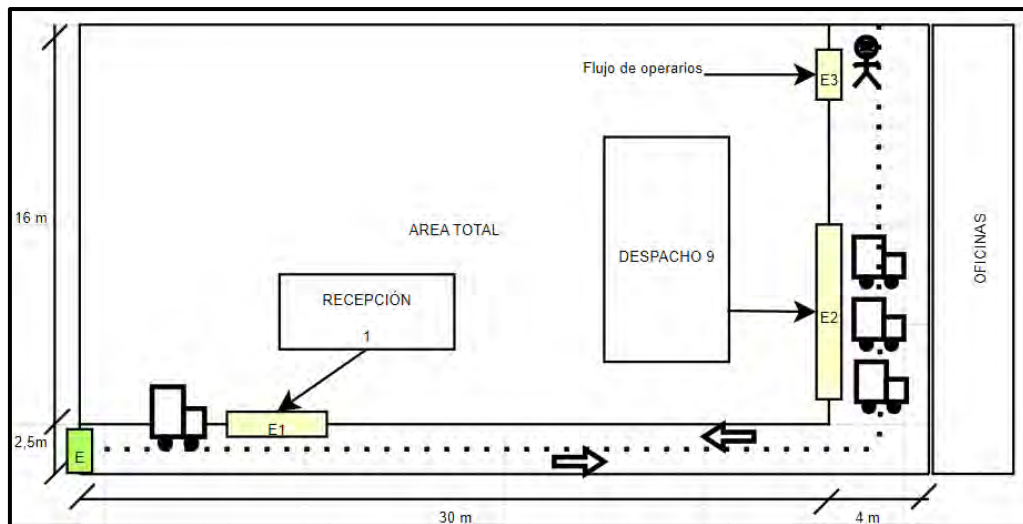 Flujo de operarios
E3
16 m
AREA TOTAL
DESPACHO 9
OFICINAS
RECEPCIÓN
1
E2
E1
2,5m
E
30 m
4 m